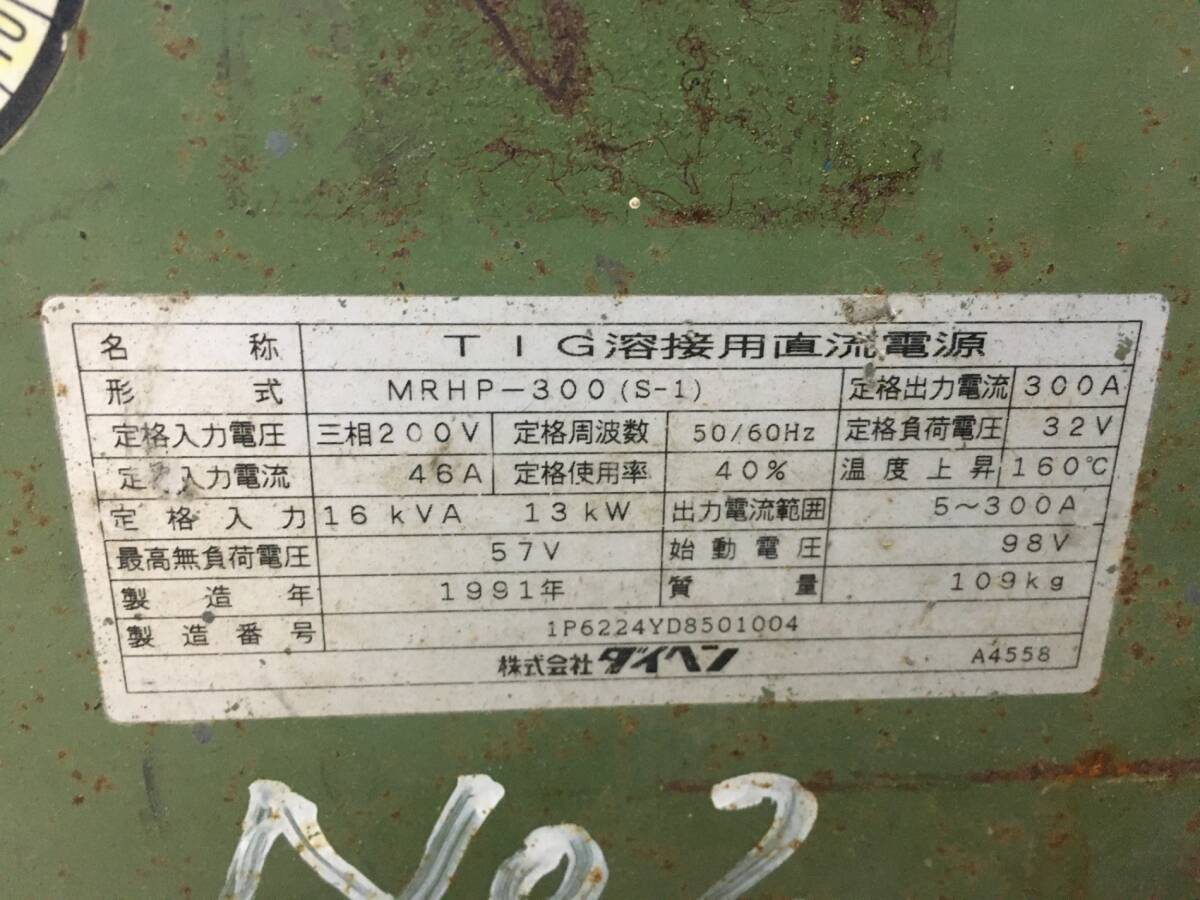 10
名称 TIG溶接用直流電源
形式 MRHP-300(S-1) 定格出力電流 300A
定格入力電圧 三相200V 定格周波数 50/60Hz 定格負荷電圧 32V
定 入力電流 46A 定格使用率 40% 温度上昇 160℃
定格入力 16kVA 13kW 出力電流範囲 5~300A
最高無負荷電圧 57V 始動電圧 98V
製造年 1991年 質量 109kg
製造番号 1P6224YD8501004
株式会社ダイヘン A4558
No 2